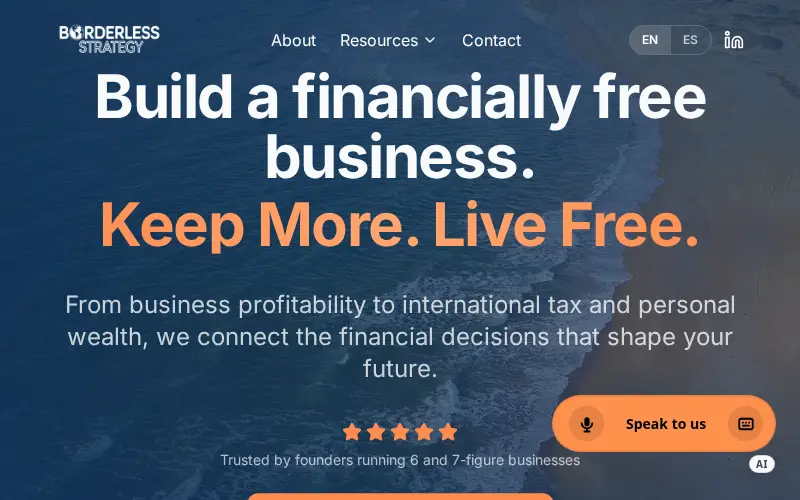 BORDERLESS
STRATEGY
About
Resources
Contact
EN
ES
in
Build a financially free
business.
Keep More. Live Free.
From business profitability to international tax and personal
wealth, we connect the financial decisions that shape your
future.
Speak to us
AI
Trusted by founders running 6 and 7-figure businesses